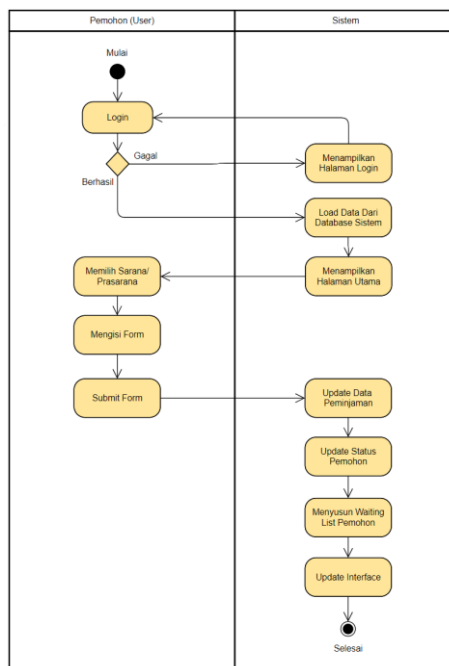 Pemohon (User)
Sistem
Mulai
Login
Gagal
Berhasil
Menampilkan
Halaman Login
Load Data Dari
Database Sistem
Menampilkan
Halaman Utama
Memilih Sarana/
Prasarana
Mengisi Form
Submit Form
Update Data
Peminjaman
Update Status
Pemohon
Menyusun Waiting
List Pemohon
Update Interface
Selesai